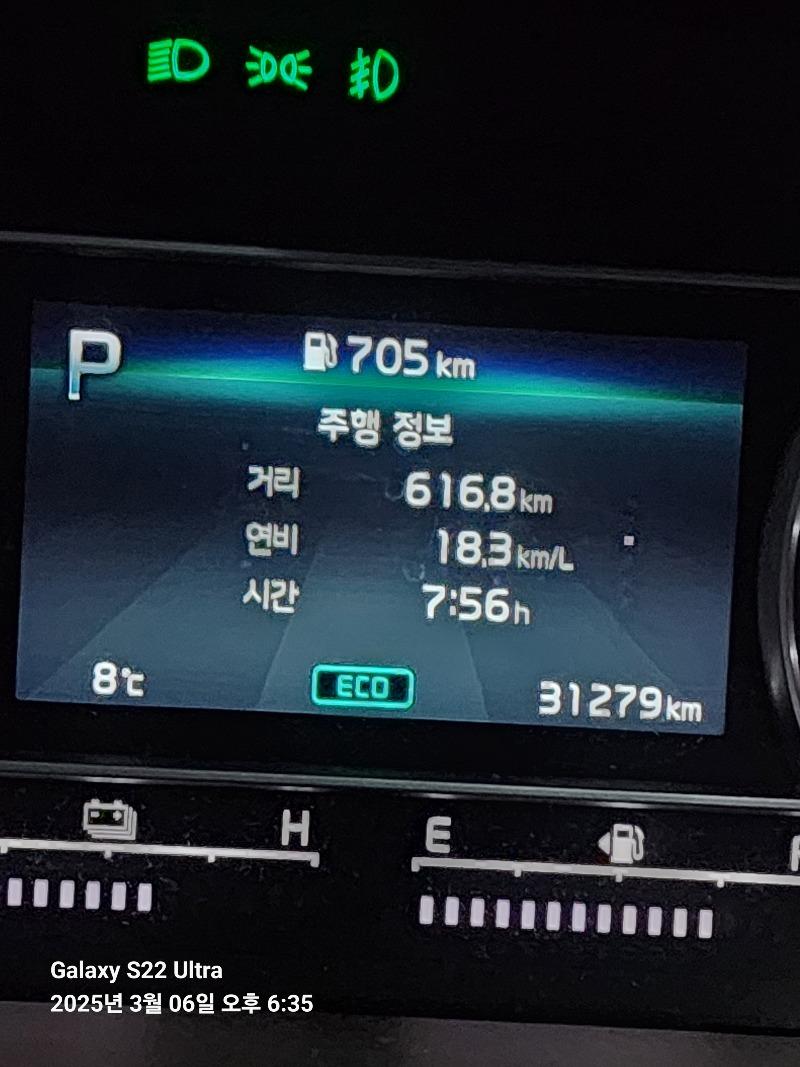 P
705 km
주행 정보
거리 616.8 km
연비 18.3 km/L
시간 7:56 h
8℃ ECO 31279 km
H E
Galaxy S22 Ultra
2025년 3월 06일 오후 6:35